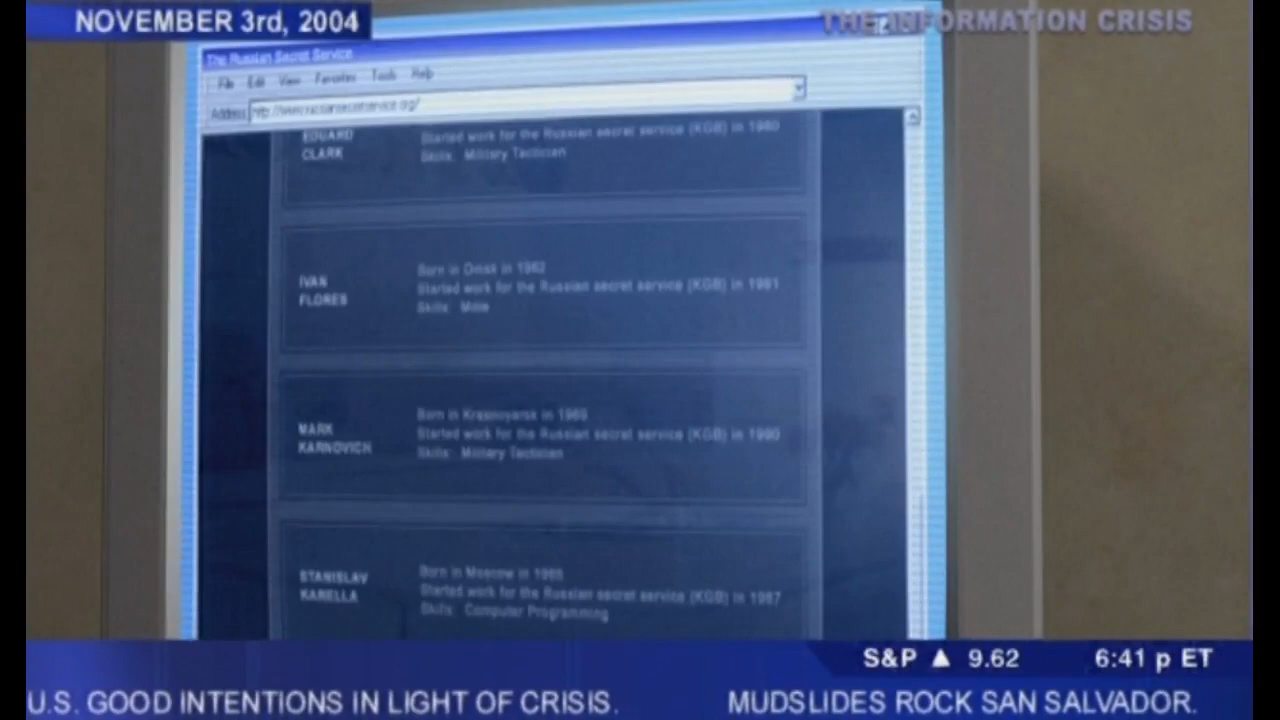 NOVEMBER 3rd, 2004
THE INFORMATION CRISIS
The Russian Secret Service
File Edit View Favorites Tools Help
Address
EDUARD
CLARK
Started work for the Russian secret service (KGB) in 1980
Skills: Military Tactician
IVAN
FLORES
Born in Omsk in 1962
Started work for the Russian secret service (KGB) in 1981
Skills:
MARK
KARNOVICH
Born in Krasnoyarsk in 1969
Started work for the Russian secret service (KGB) in 1990
Skills: Military Tactician
STANISLAV
KARELLA
Born in Moscow in
Started work for the Russian secret service (KGB) in 1987
Skills: Computer Programming
S&P ▲ 9.62
6:41 p ET
U.S. GOOD INTENTIONS IN LIGHT OF CRISIS.
MUDSLIDES ROCK SAN SALVADOR.